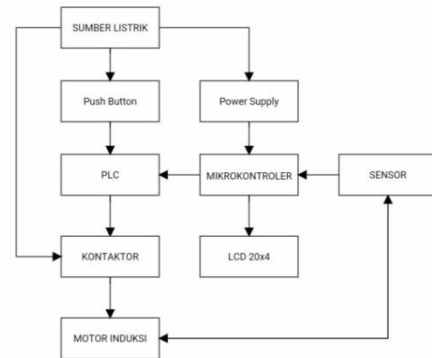 SUMBER LISTRIK
Push Button
Power Supply
PLC
MIKROKONTROLER
SENSOR
KONTAKTOR
LCD 20x4
MOTOR INDUKSI